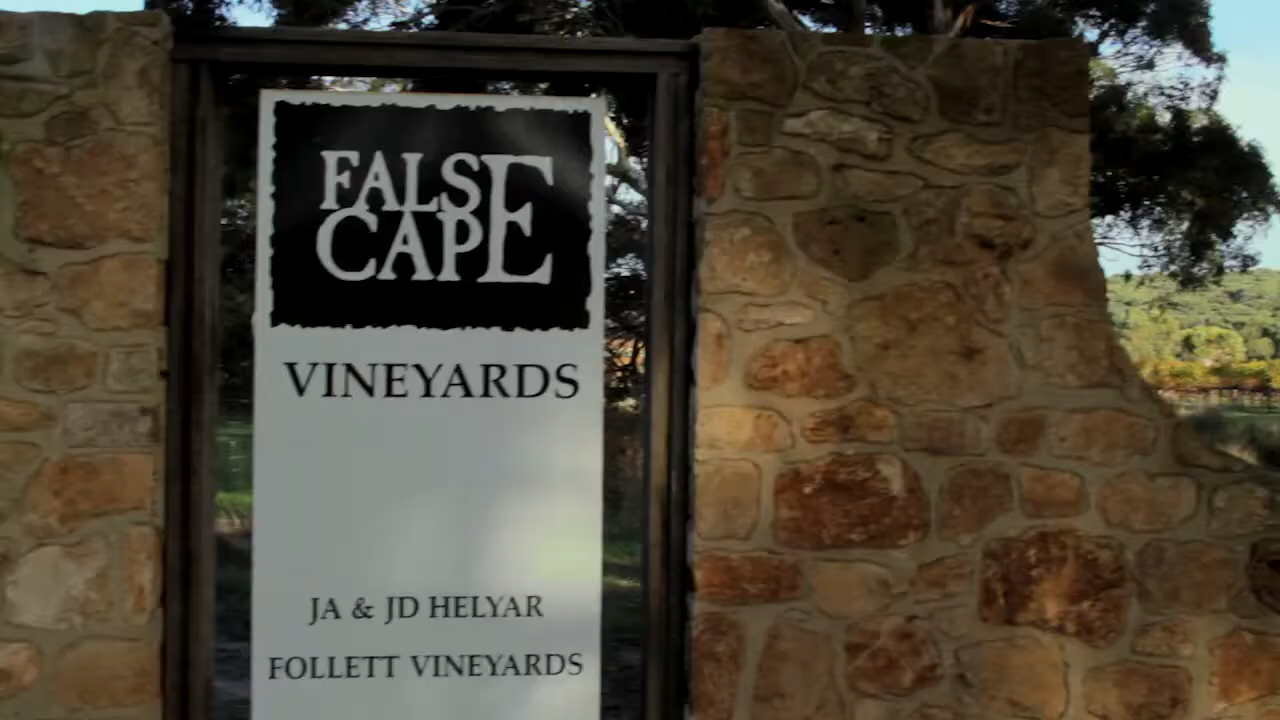 FALSE
CAPE
VINEYARDS
JA & JD HELYAR
FOLLETT VINEYARDS